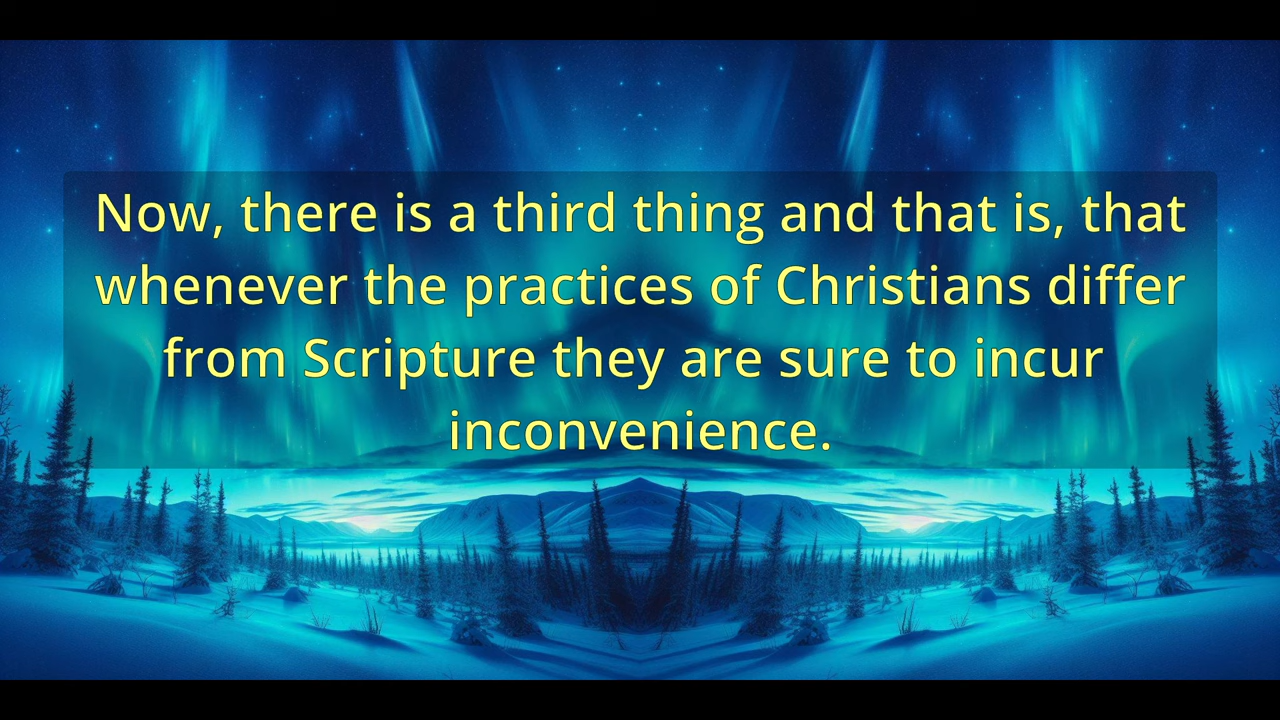 Now, there is a third thing and that is, that
whenever the practices of Christians differ
from Scripture they are sure to incur
inconvenience.